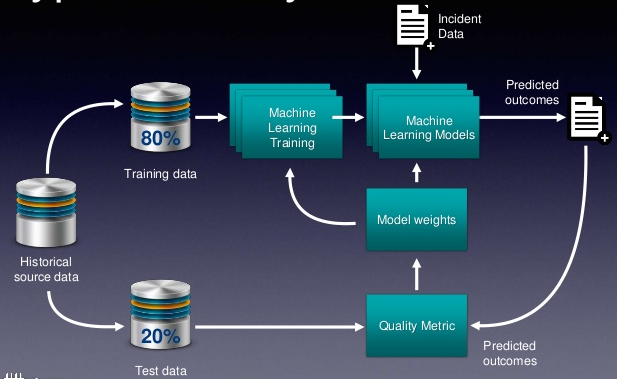 Incident
Data
Predicted
outcomes
80%
Machine
Learning
Training
Machine
Learning Models
Training data
Model weights
Historical
source data
20%
Quality Metric
Predicted
outcomes
Test data